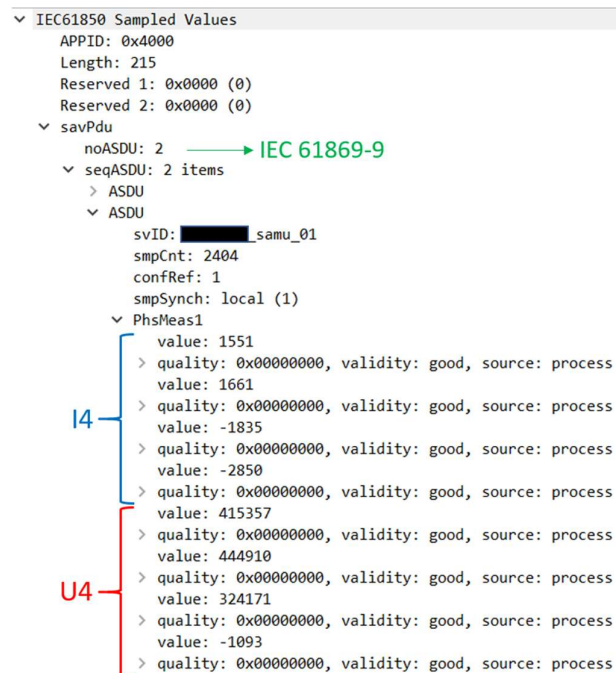 IEC61850 Sampled Values
APPID: 0x4000
Length: 215
Reserved 1: 0x0000 (0)
Reserved 2: 0x0000 (0)
savPdu
noASDU: 2 IEC 61869-9
seqASDU: 2 items
ASDU
ASDU
svID: _samu_01
smpCnt: 2404
confRef: 1
smpSynch: local (1)
PhsMeas1
value: 1551
quality: 0x00000000, validity: good, source: process
value: 1661
quality: 0x00000000, validity: good, source: process
I4
value: -1835
quality: 0x00000000, validity: good, source: process
value: -2850
quality: 0x00000000, validity: good, source: process
value: 415357
quality: 0x00000000, validity: good, source: process
value: 444910
quality: 0x00000000, validity: good, source: process
U4
value: 324171
quality: 0x00000000, validity: good, source: process
value: -1093
quality: 0x00000000, validity: good, source: process